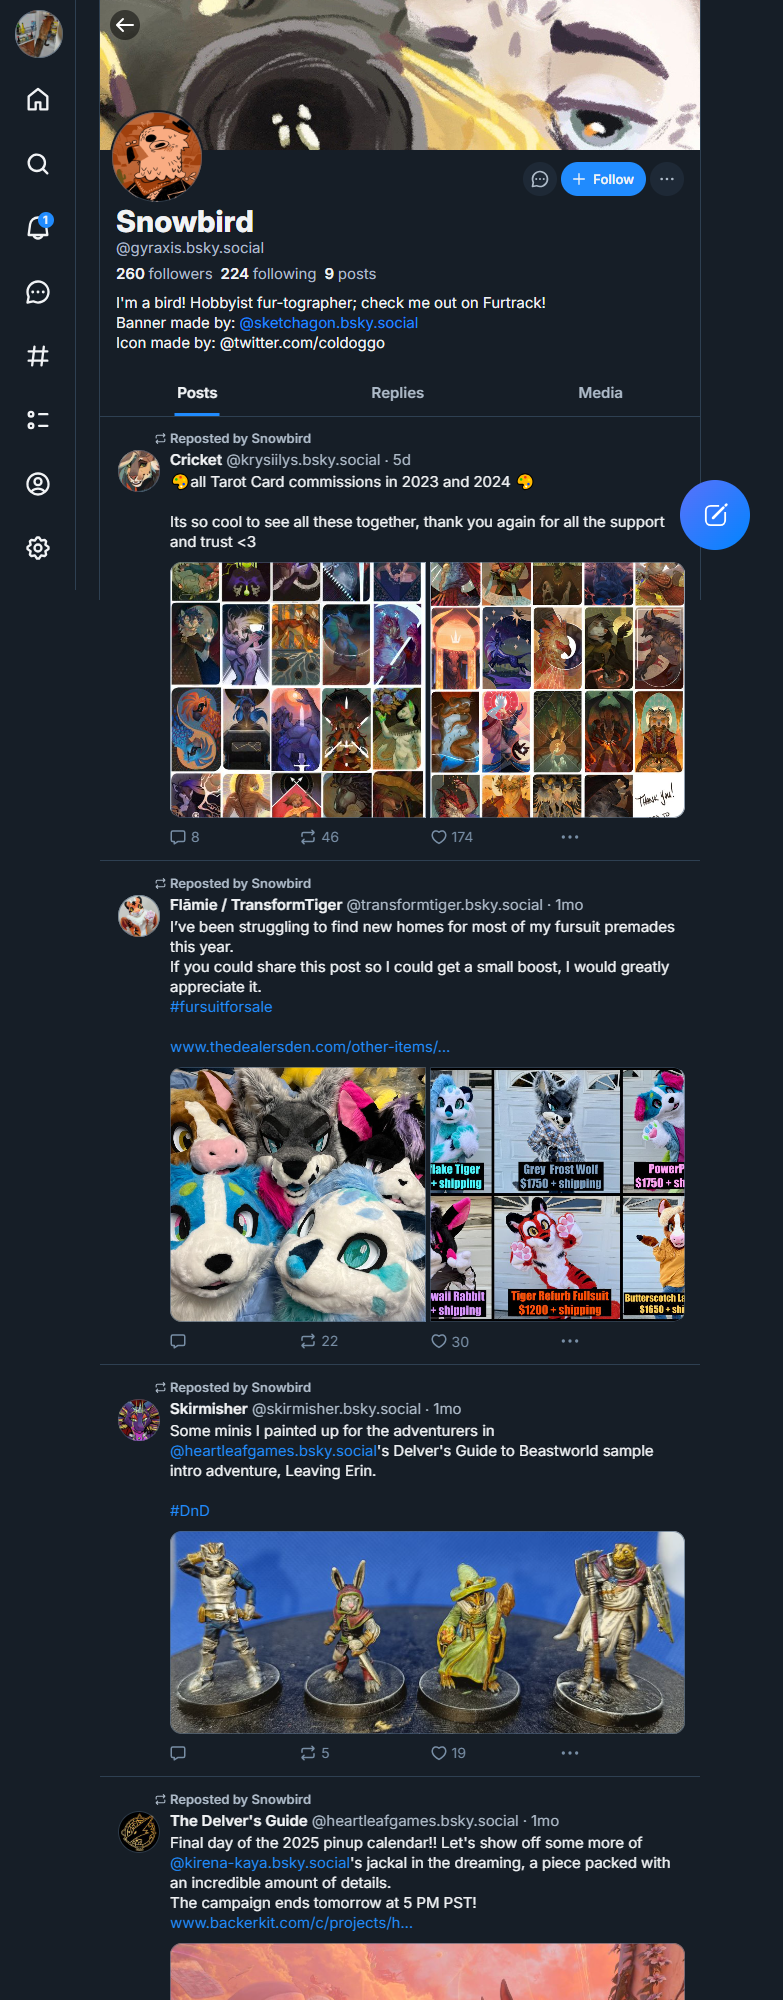 1
Follow
Snowbird
@gyraxis.bsky.social
260 followers 224 following 9 posts
I'm a bird! Hobbyist fur-tographer; check me out on Furtrack!
Banner made by: @sketchagon.bsky.social
Icon made by: @twitter.com/coldoggo
Posts Replies Media
Reposted by Snowbird
Cricket @krysiilys.bsky.social · 5d
🎨all Tarot Card commissions in 2023 and 2024 🎨
Its so cool to see all these together, thank you again for all the support
and trust <3
THANK YOU!
8 46 174
Reposted by Snowbird
Flāmie / TransformTiger @transformtiger.bsky.social · 1mo
I've been struggling to find new homes for most of my fursuit premades
this year.
If you could share this post so I could get a small boost, I would greatly
appreciate it.
#fursuitforsale
www.thedealersden.com/other-items/...
lake Tiger
+ shipping
Grey Frost Wolf
$1750 + shipping
PowerP
$1750 + sh
waii Rabbit
+ shipping
Tiger Refurb Fullsuit
$1200 + shipping
Butterscotch La
$1650 + shi
22 30
Reposted by Snowbird
Skirmisher @skirmisher.bsky.social · 1mo
Some minis I painted up for the adventurers in
@heartleafgames.bsky.social's Delver's Guide to Beastworld sample
intro adventure, Leaving Erin.
#DnD
5 19
Reposted by Snowbird
The Delver's Guide @heartleafgames.bsky.social · 1mo
Final day of the 2025 pinup calendar!! Let's show off some more of
@kirena-kaya.bsky.social's jackal in the dreaming, a piece packed with
an incredible amount of details.
The campaign ends tomorrow at 5 PM PST!
www.backerkit.com/c/projects/h...